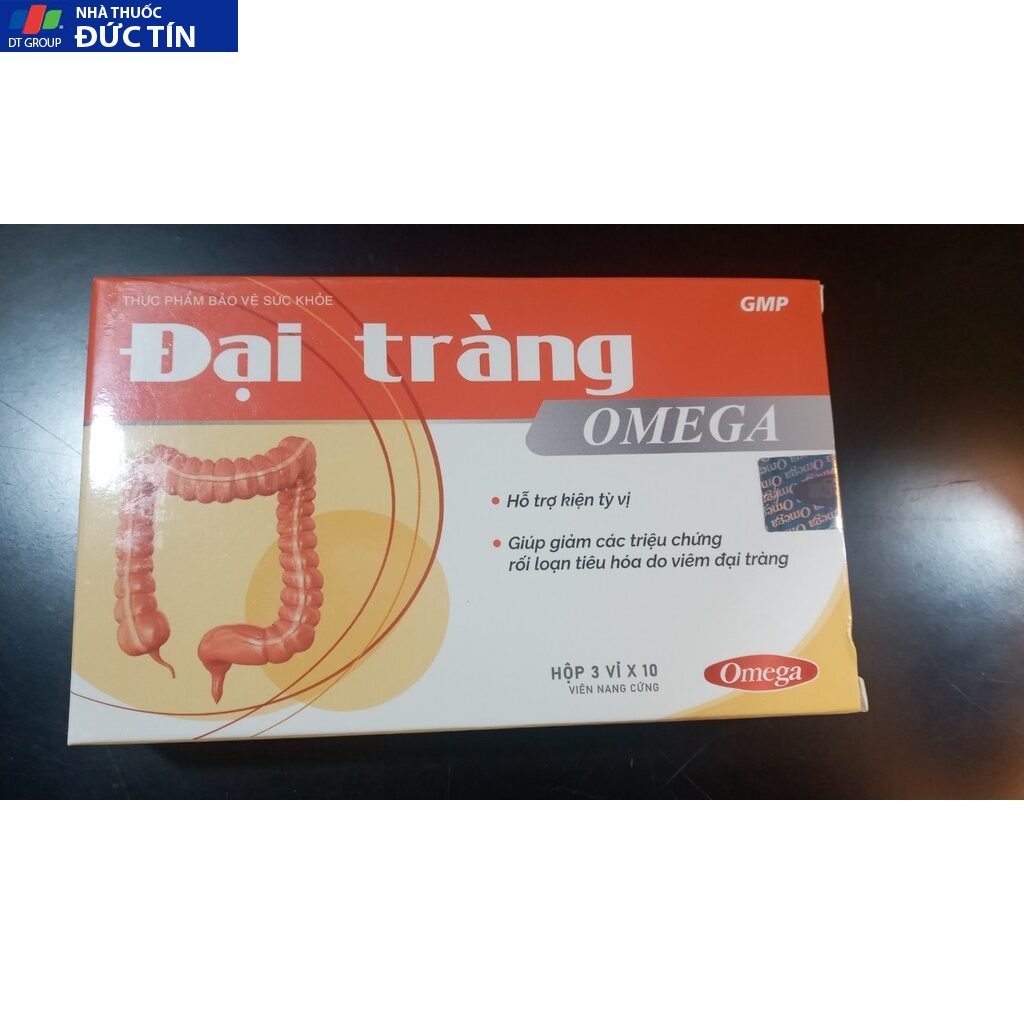 NHÀ THUỐC
DT GROUP ĐỨC TÍN
THỰC PHẨM BẢO VỆ SỨC KHỎE
GMP
Đại tràng
OMEGA
• Hỗ trợ kiện tỳ vị
• Giúp giảm các triệu chứng
rối loạn tiêu hóa do viêm đại tràng
HỘP 3 VỈ X 10
VIÊN NANG CỨNG
Omega